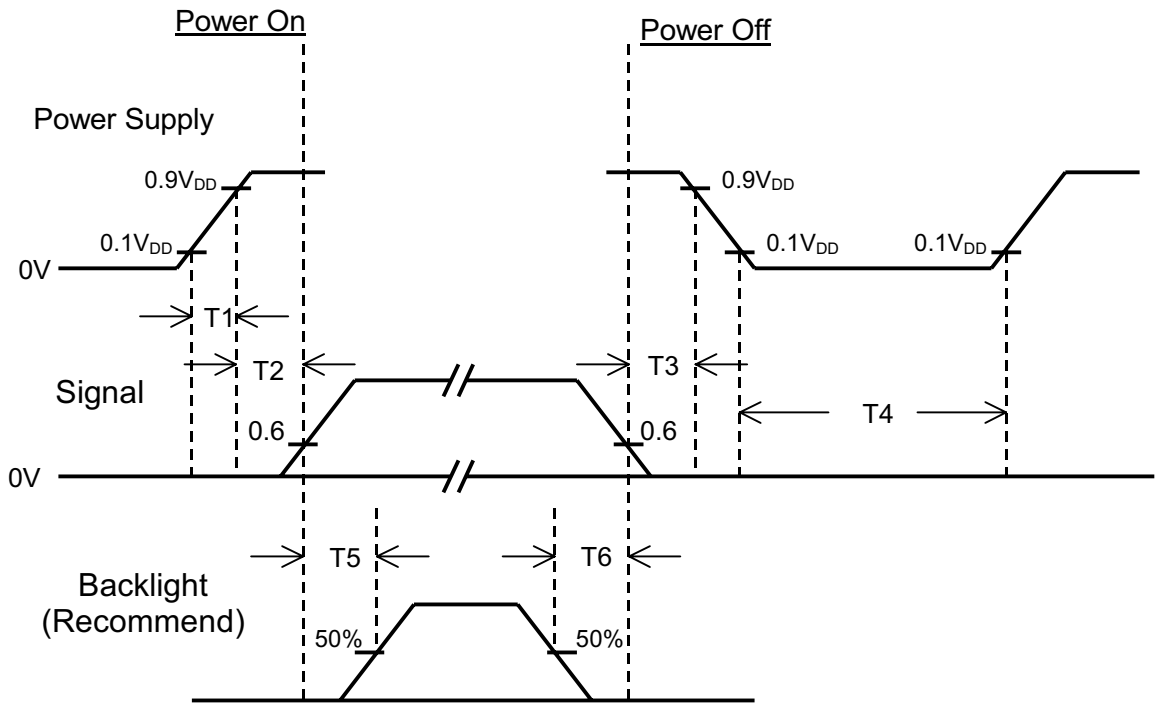 Power On
Power Off
Power Supply
0.9VDD
0.9VDD
0.1VDD
0.1VDD
0.1VDD
0V
T1
T2
T3
Signal
T4
0.6
0.6
0V
T5
T6
Backlight
(Recommend)
50%
50%